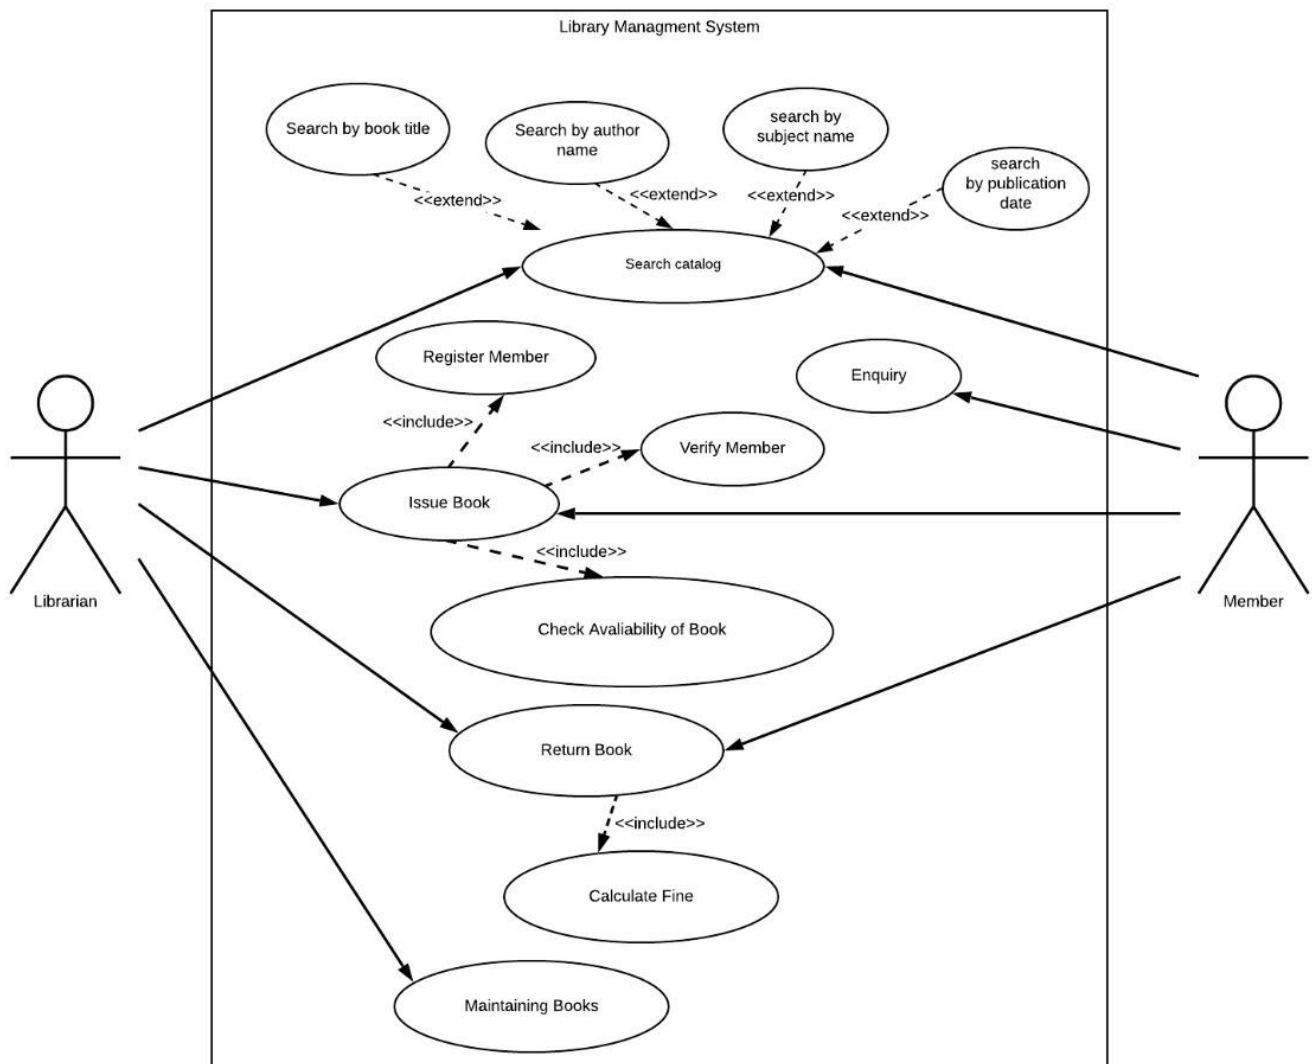 Library Managment System
Search by book title
Search by author
name
search by
subject name
search
by publication
date
<<extend>>
<<extend>>
<<extend>>
<<extend>>
Search catalog
Register Member
Enquiry
<<include>>
<<include>>
Verify Member
Issue Book
<<include>>
Librarian
Member
Check Avaliability of Book
Return Book
<<include>>
Calculate Fine
Maintaining Books